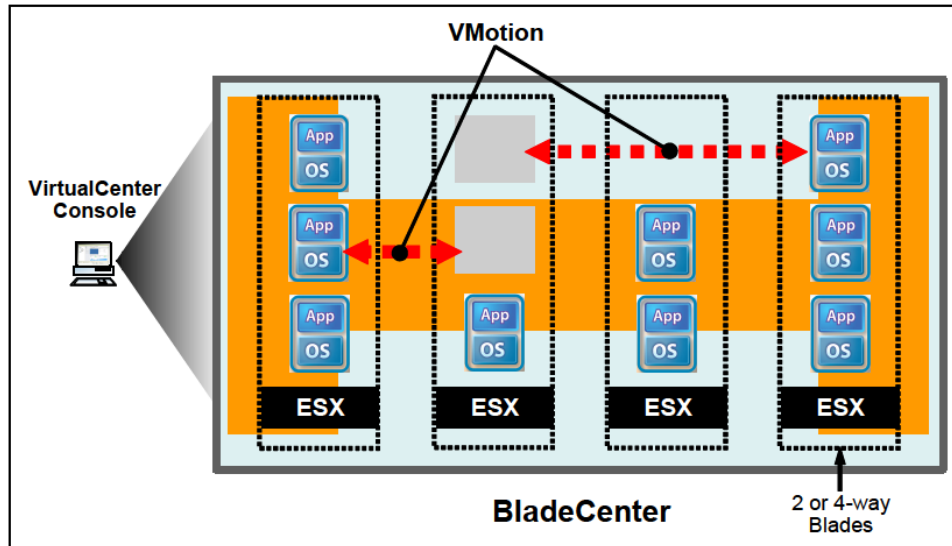 VMotion
VirtualCenter
Console
App
App
OS
OS
App
App
App
OS
OS
OS
App
App
App
App
OS
OS
OS
OS
ESX
ESX
ESX
ESX
BladeCenter
2 or 4-way
Blades